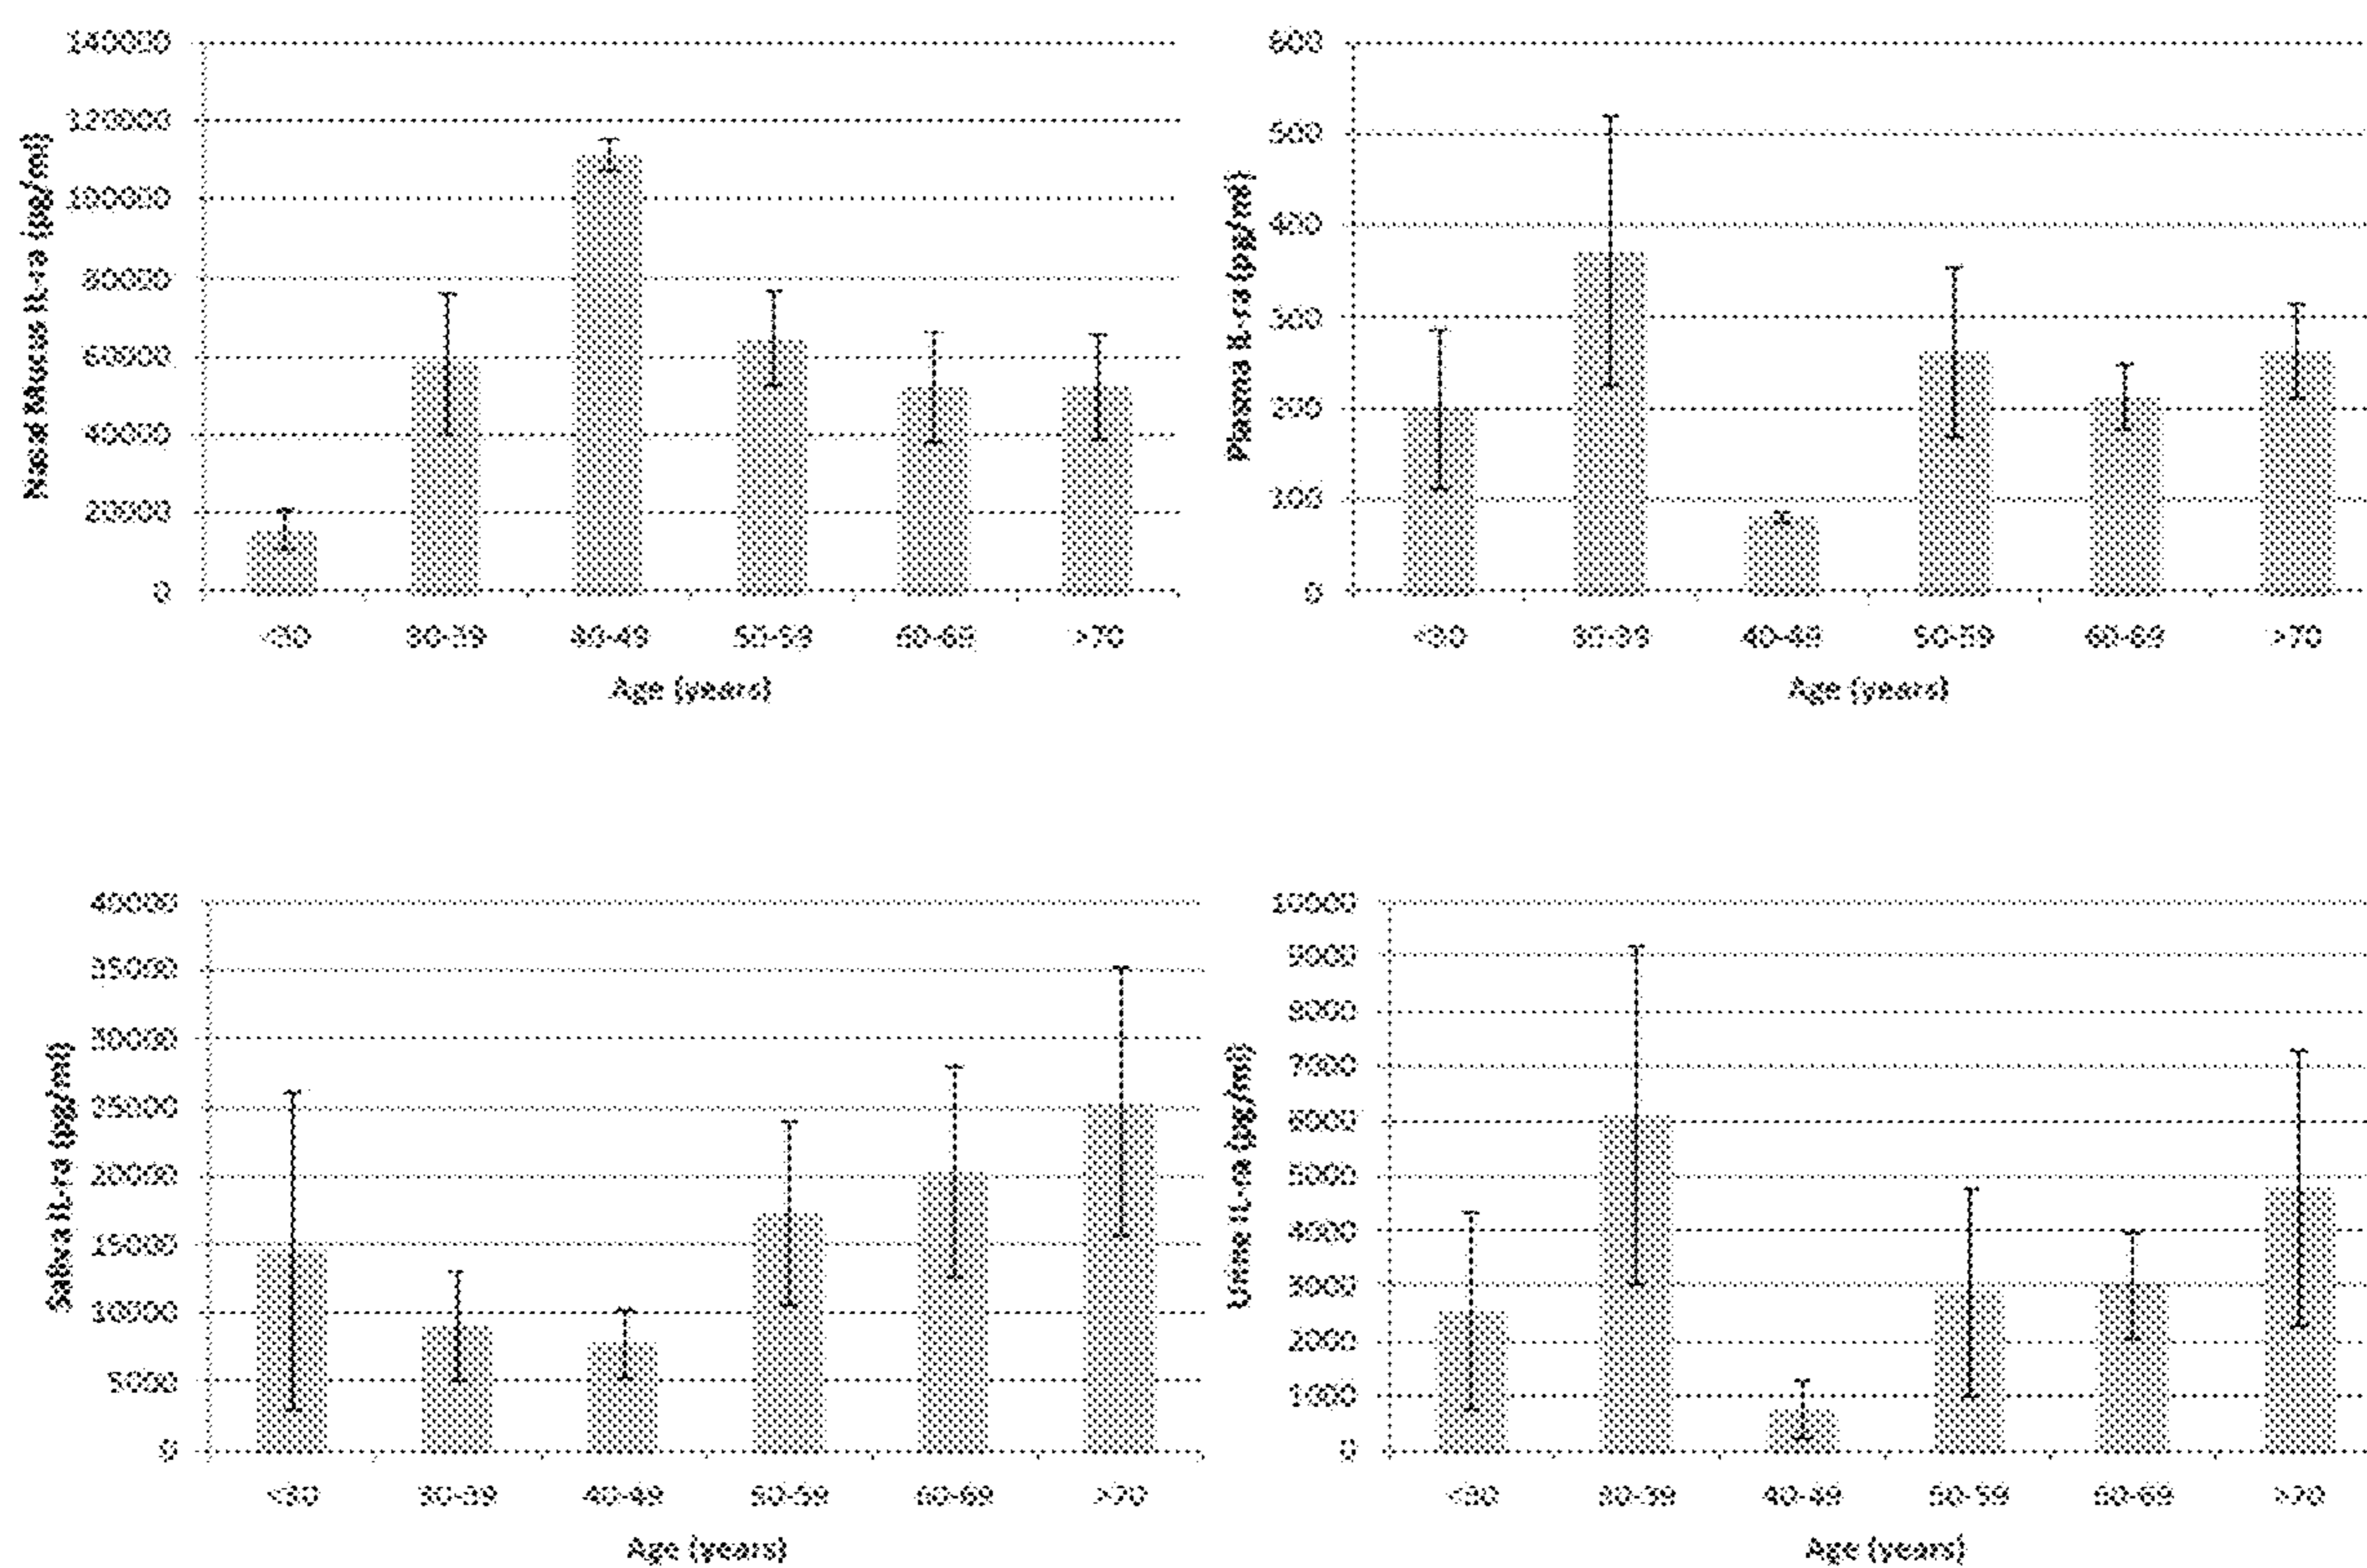 Nasal Mucus IL-ra (pg/ml)
140000
120000
100000
80000
60000
40000
20000
0
<30 30-39 40-49 50-59 60-69 >70
Age (years)
Plasma IL-ra (pg/ml)
600
500
400
300
200
100
0
<30 30-39 40-49 50-59 60-69 >70
Age (years)
Saliva IL-ra (pg/ml)
40000
35000
30000
25000
20000
15000
10000
5000
0
<30 30-39 40-49 50-59 60-69 >70
Age (years)
Urine IL-ra (pg/ml)
10000
9000
8000
7000
6000
5000
4000
3000
2000
1000
0
<30 30-39 40-49 50-59 60-69 >70
Age (years)